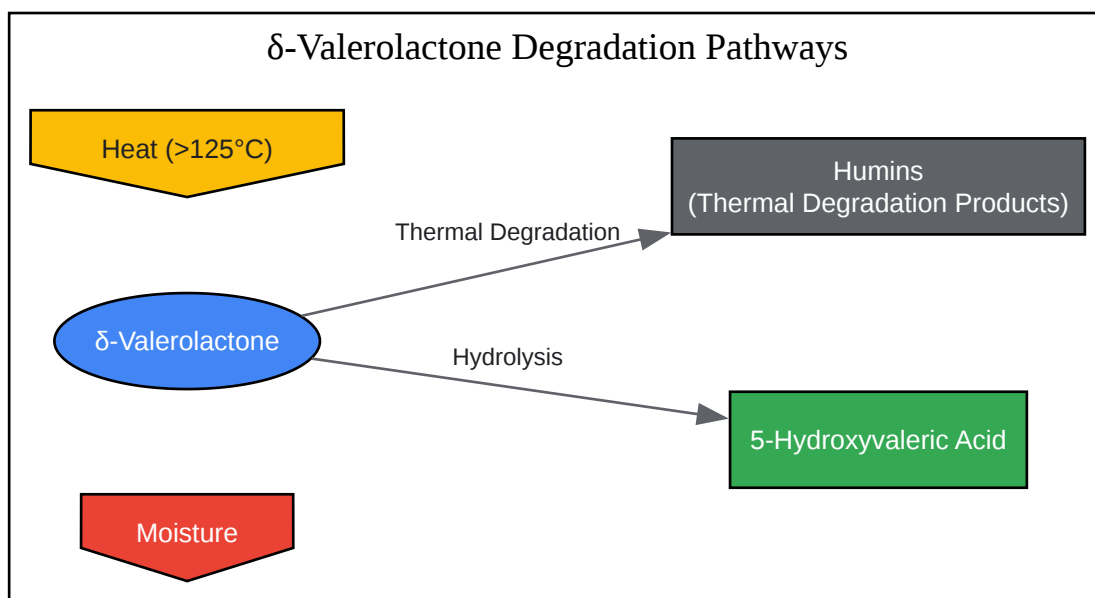 δ-Valerolactone Degradation Pathways
Heat (>125°C)
Humins
(Thermal Degradation Products)
Thermal Degradation
δ-Valerolactone
Hydrolysis
5-Hydroxyvaleric Acid
Moisture